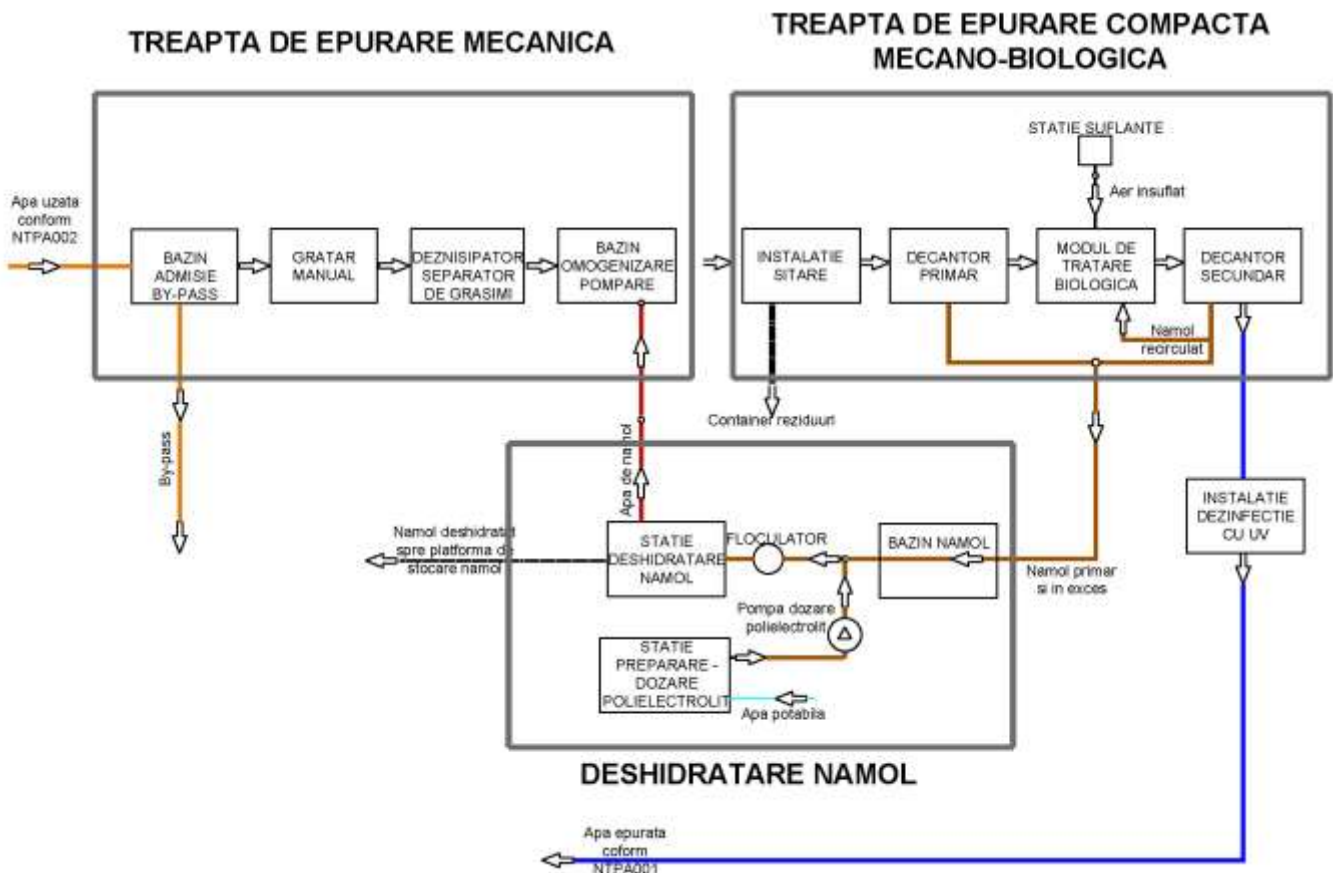 TREAPTA DE EPURARE MECANICA
TREAPTA DE EPURARE COMPACTA
MECANO-BIOLOGICA
STATIE SUFLANTE
Aer insuflat
Apa uzata
conform
NTPA002
BAZIN
ADMISIE
BY-PASS
GRATAR
MANUAL
DEZNISIPATOR
SEPARATOR
DE GRASIMI
BAZIN
OMOGENIZARE
POMPARE
INSTALATIE
SITARE
DECANTOR
PRIMAR
MODUL DE
TRATARE
BIOLOGICA
DECANTOR
SECUNDAR
Namol
recirculat
By-pass
Apa de namol
Container reziduuri
Namol deshidratat
spre platforma de
stocare namol
STATIE
DESHIDRATARE
NAMOL
FLOCULATOR
BAZIN NAMOL
Namol primar
si in exces
INSTALATIE
DEZINFECTIE
CU UV
Pompa dozare
polielectrolit
STATIE
PREPARARE -
DOZARE
POLIELECTROLIT
Apa potabila
DESHIDRATARE NAMOL
Apa epurata
coform
NTPA001